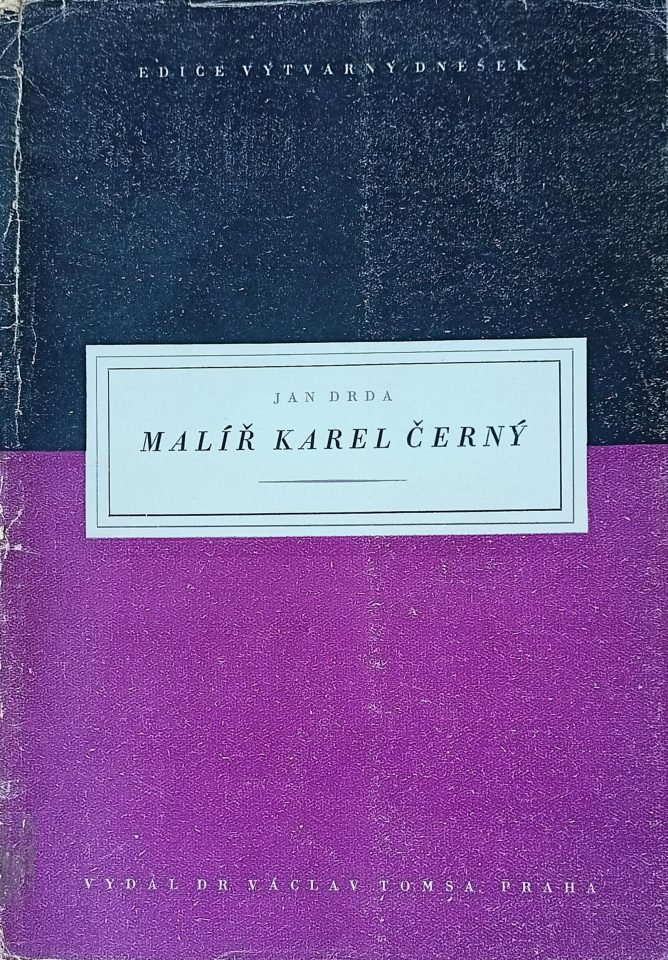 EDICE VÝTVARNÝ DNEŠEK
JAN DRDA
MALÍŘ KAREL ČERNÝ
VYDAL DR VÁCLAV TOMSA, PRAHA